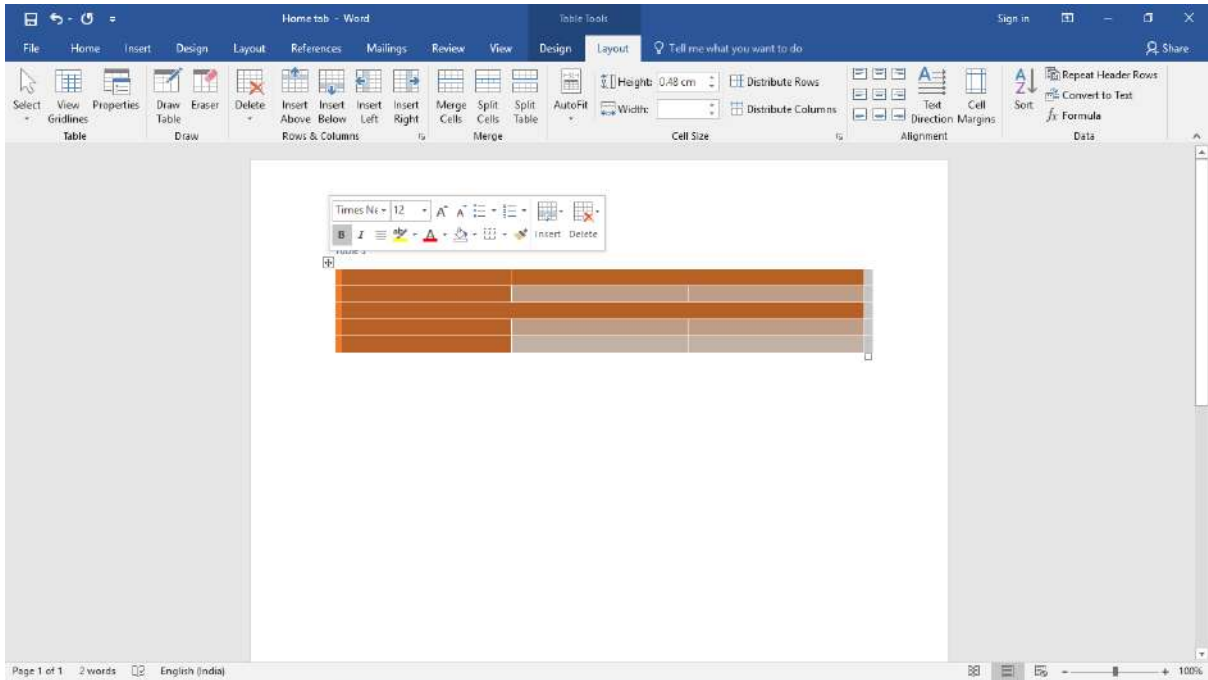 Home tab - Word
Table Tools
Sign in
File Home Insert Design Layout References Mailings Review View Design Layout Tell me what you want to do
Share
Select View Gridlines Properties
Table
Draw Table Eraser
Draw
Delete Insert Above Insert Below Insert Left Insert Right
Rows & Columns
Merge Cells Split Cells Split Table
Merge
AutoFit Height: 0.48 cm Distribute Rows
Width: Distribute Columns
Cell Size
Text Direction Cell Margins
Alignment
Sort Repeat Header Rows
Convert to Text
fx Formula
Data
Times Ne 12
B I Insert Delete
Page 1 of 1 2 words English (India)
100%